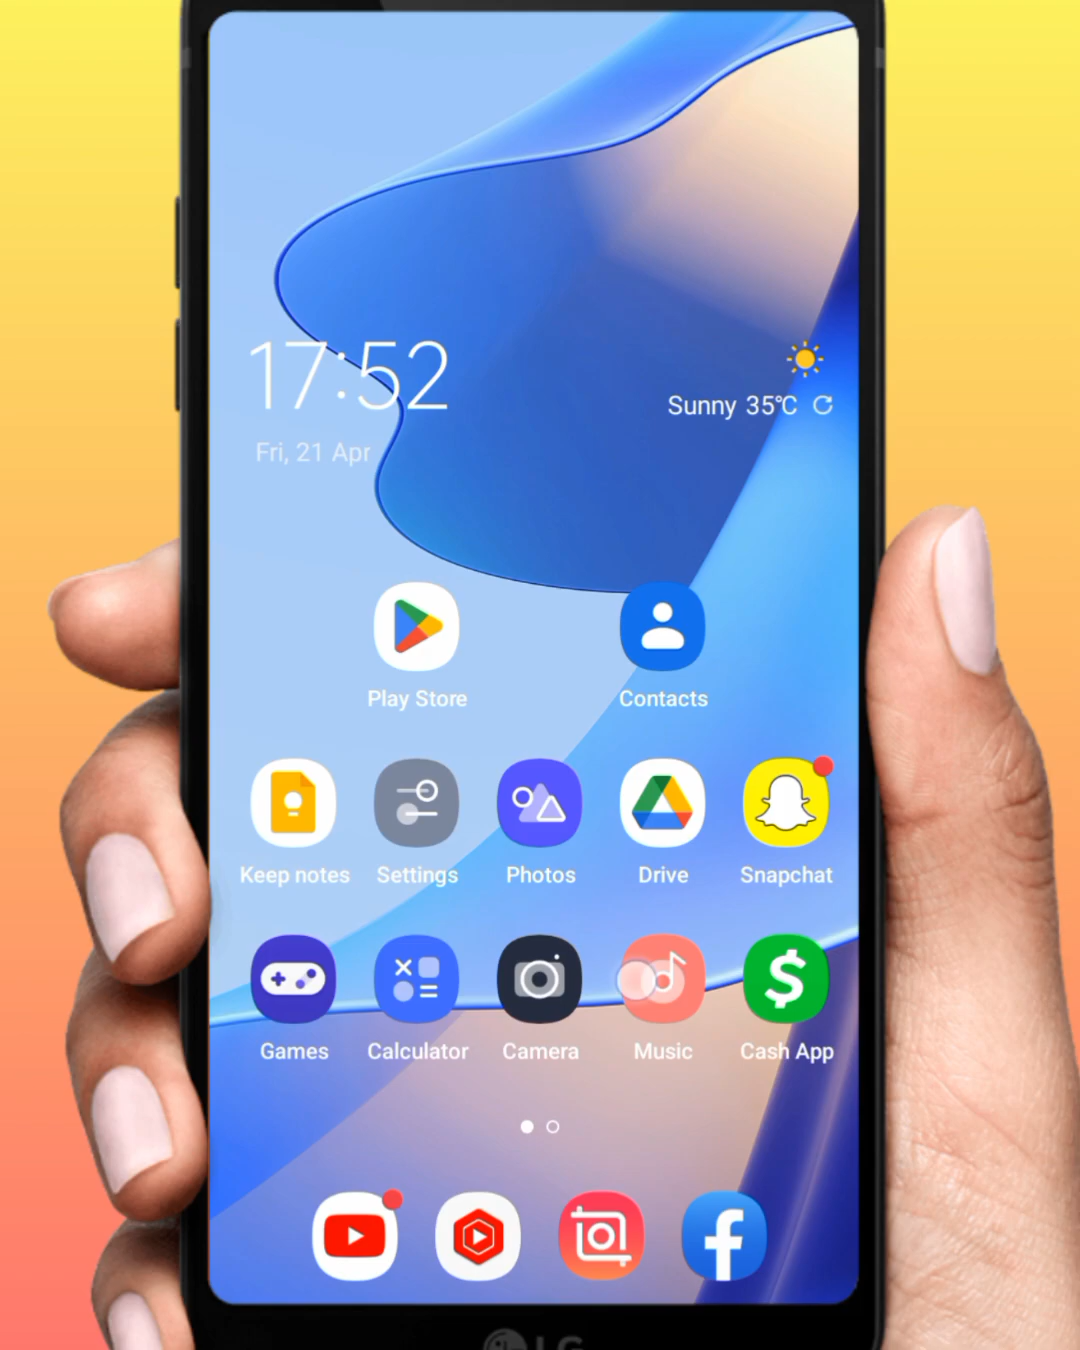 17:52
Sunny 35℃
Fri, 21 Apr
Play Store
Contacts
Keep notes
Settings
Photos
Drive
Snapchat
Games
Calculator
Camera
Music
Cash App
LG